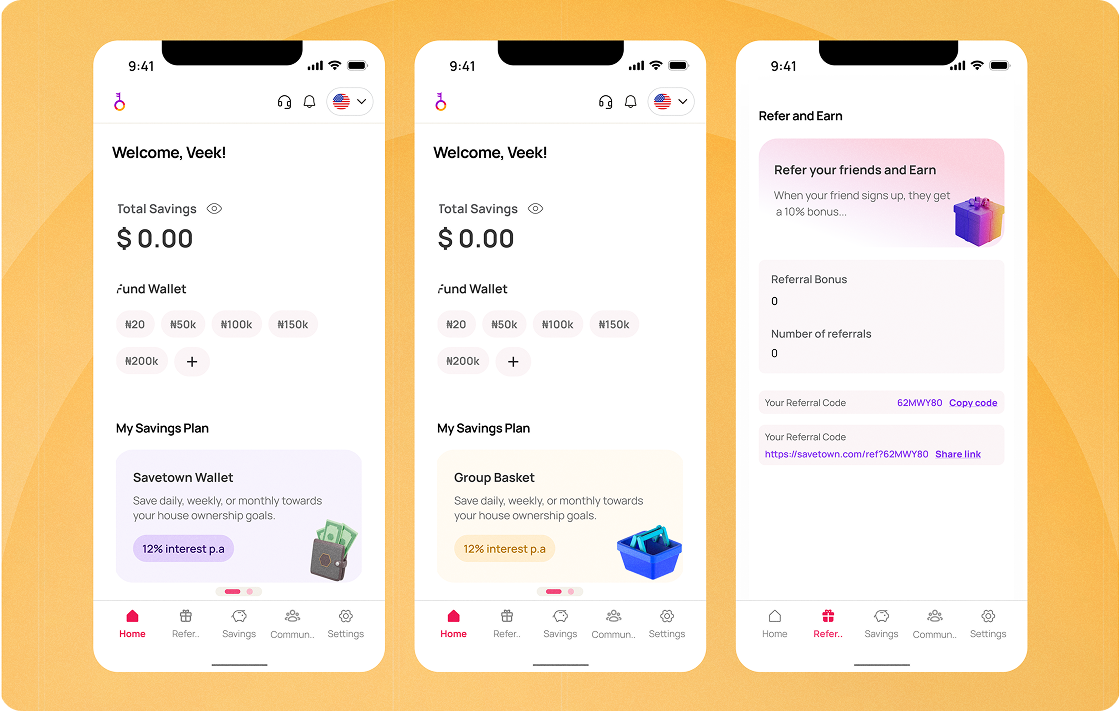 9:41
Welcome, Veek!
Total Savings
$ 0.00
Fund Wallet
₦20 ₦50k ₦100k ₦150k
₦200k +
My Savings Plan
Savetown Wallet
Save daily, weekly, or monthly towards
your house ownership goals.
12% interest p.a
Home Refer.. Savings Commun.. Settings
9:41
Welcome, Veek!
Total Savings
$ 0.00
Fund Wallet
₦20 ₦50k ₦100k ₦150k
₦200k +
My Savings Plan
Group Basket
Save daily, weekly, or monthly towards
your house ownership goals.
12% interest p.a
Home Refer.. Savings Commun.. Settings
9:41
Refer and Earn
Refer your friends and Earn
When your friend signs up, they get
a 10% bonus...
Referral Bonus
0
Number of referrals
0
Your Referral Code 62MWY80 Copy code
Your Referral Code
https://savetown.com/ref?62MWY80 Share link
Home Refer.. Savings Commun.. Settings